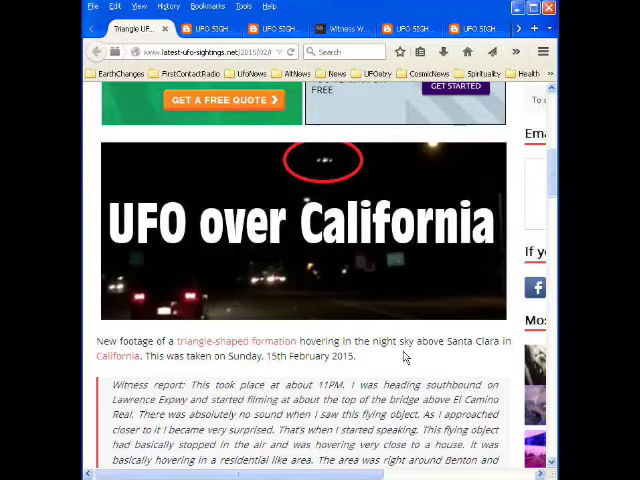 File Edit View History Bookmarks Tools Help
Triangle UF... UFO SIGH UFO SIGH Witness W UFO SIGH UFO SIGH
www.latest-ufo-sightings.net/2015/02/ Search
EarthChanges FirstContactRadio UfoNews AltNews News UFOetry CosmicNews Spirituality Health
FREE
GET A FREE QUOTE GET STARTED
To a
Ema
UFO over California
If y
Mos
New footage of a triangle-shaped formation hovering in the night sky above Santa Clara in
California. This was taken on Sunday. 15th February 2015.
Witness report: This took place at about 11PM. I was heading southbound on
Lawrence Expwy and started filming at about the top of the bridge above El Camino
Real. There was absolutely no sound when I saw this flying object. As I approached
closer to it I became very surprised. That's when I started speaking. This flying object
had basically stopped in the air and was hovering very close to a house. It was
basically hovering in a residential like area. The area was right around Benton and